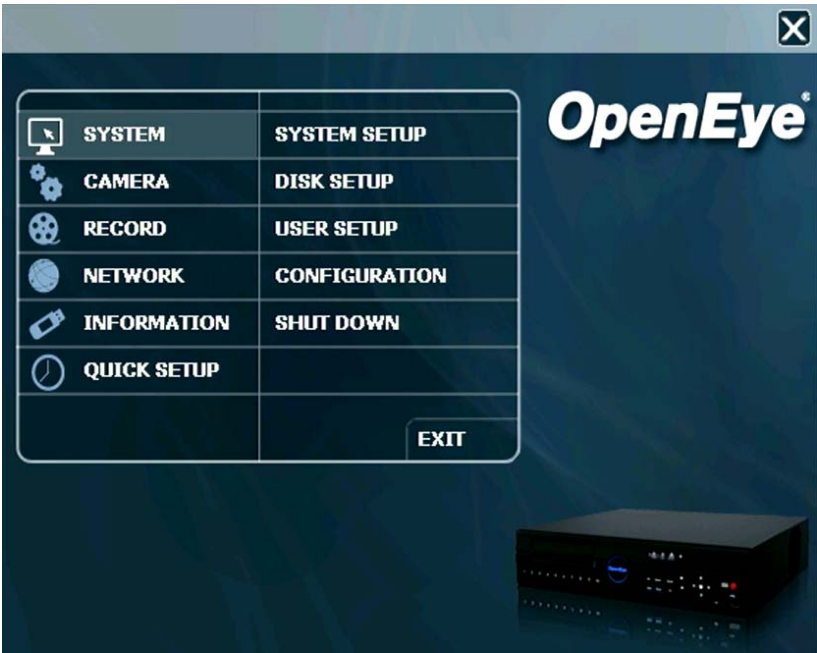 OpenEye®
SYSTEM
SYSTEM SETUP
CAMERA
DISK SETUP
RECORD
USER SETUP
NETWORK
CONFIGURATION
INFORMATION
SHUT DOWN
QUICK SETUP
EXIT